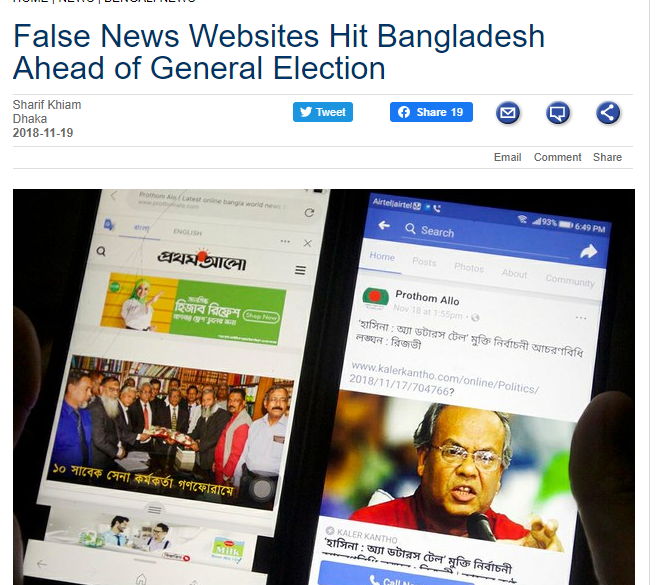 HOME | NEWS | BENGALI NEWS
False News Websites Hit Bangladesh
Ahead of General Election
Sharif Khiam
Dhaka
2018-11-19
Tweet
Share 19
Email Comment Share
Prothom Alo ( Latest online bangla world news
www.prothomalo.com
বাংলা ENGLISH
প্রথম আলো
হিজাব রিফ্রেশ
Shop Now
১০ সাবেক সেনা কর্মকর্তা গণফোরামে
Milk
Airtel|airtel
93% 6:49 PM
Search
Home Posts Photos About Community
Prothom Allo
Nov 18 at 1:55pm
'হাসিনা : অ্যা ডটারস টেল' মুক্তি নির্বাচনী আচরণবিধি
লঙ্ঘন : রিজভী
www.kalerkantho.com/online/Politics/
2018/11/17/704766?
KALER KANTHO
'হাসিনা : অ্যা ডটারস টেল' মুক্তি নির্বাচনী
Call